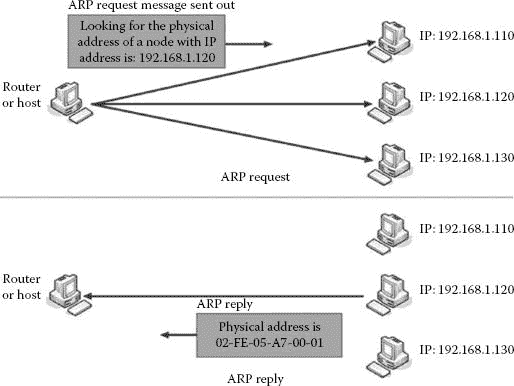 ARP request message sent out
Looking for the physical
address of a node with IP
address is: 192.168.1.120
IP: 192.168.1.110
Router
or host
IP: 192.168.1.120
IP: 192.168.1.130
ARP request
IP: 192.168.1.110
Router
or host
IP: 192.168.1.120
ARP reply
Physical address is
02-FE-05-A7-00-01
IP: 192.168.1.130
ARP reply